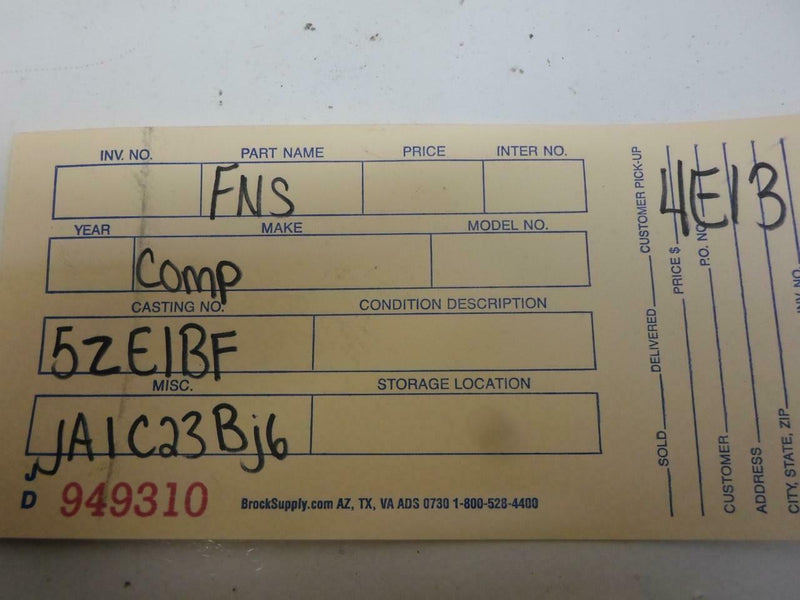 INV. NO. PART NAME PRICE INTER NO.
FNS
YEAR MAKE MODEL NO.
Comp
CASTING NO. CONDITION DESCRIPTION
5ZE1BF
MISC. STORAGE LOCATION
JA1C23Bj6
J
D 949310 BrockSupply.com AZ, TX, VA ADS 0730 1-800-528-4400
4E13
SOLD DELIVERED CUSTOMER PICK-UP
PRICE $
CUSTOMER P.O. NO.
ADDRESS
CITY, STATE, ZIP INV. NO.